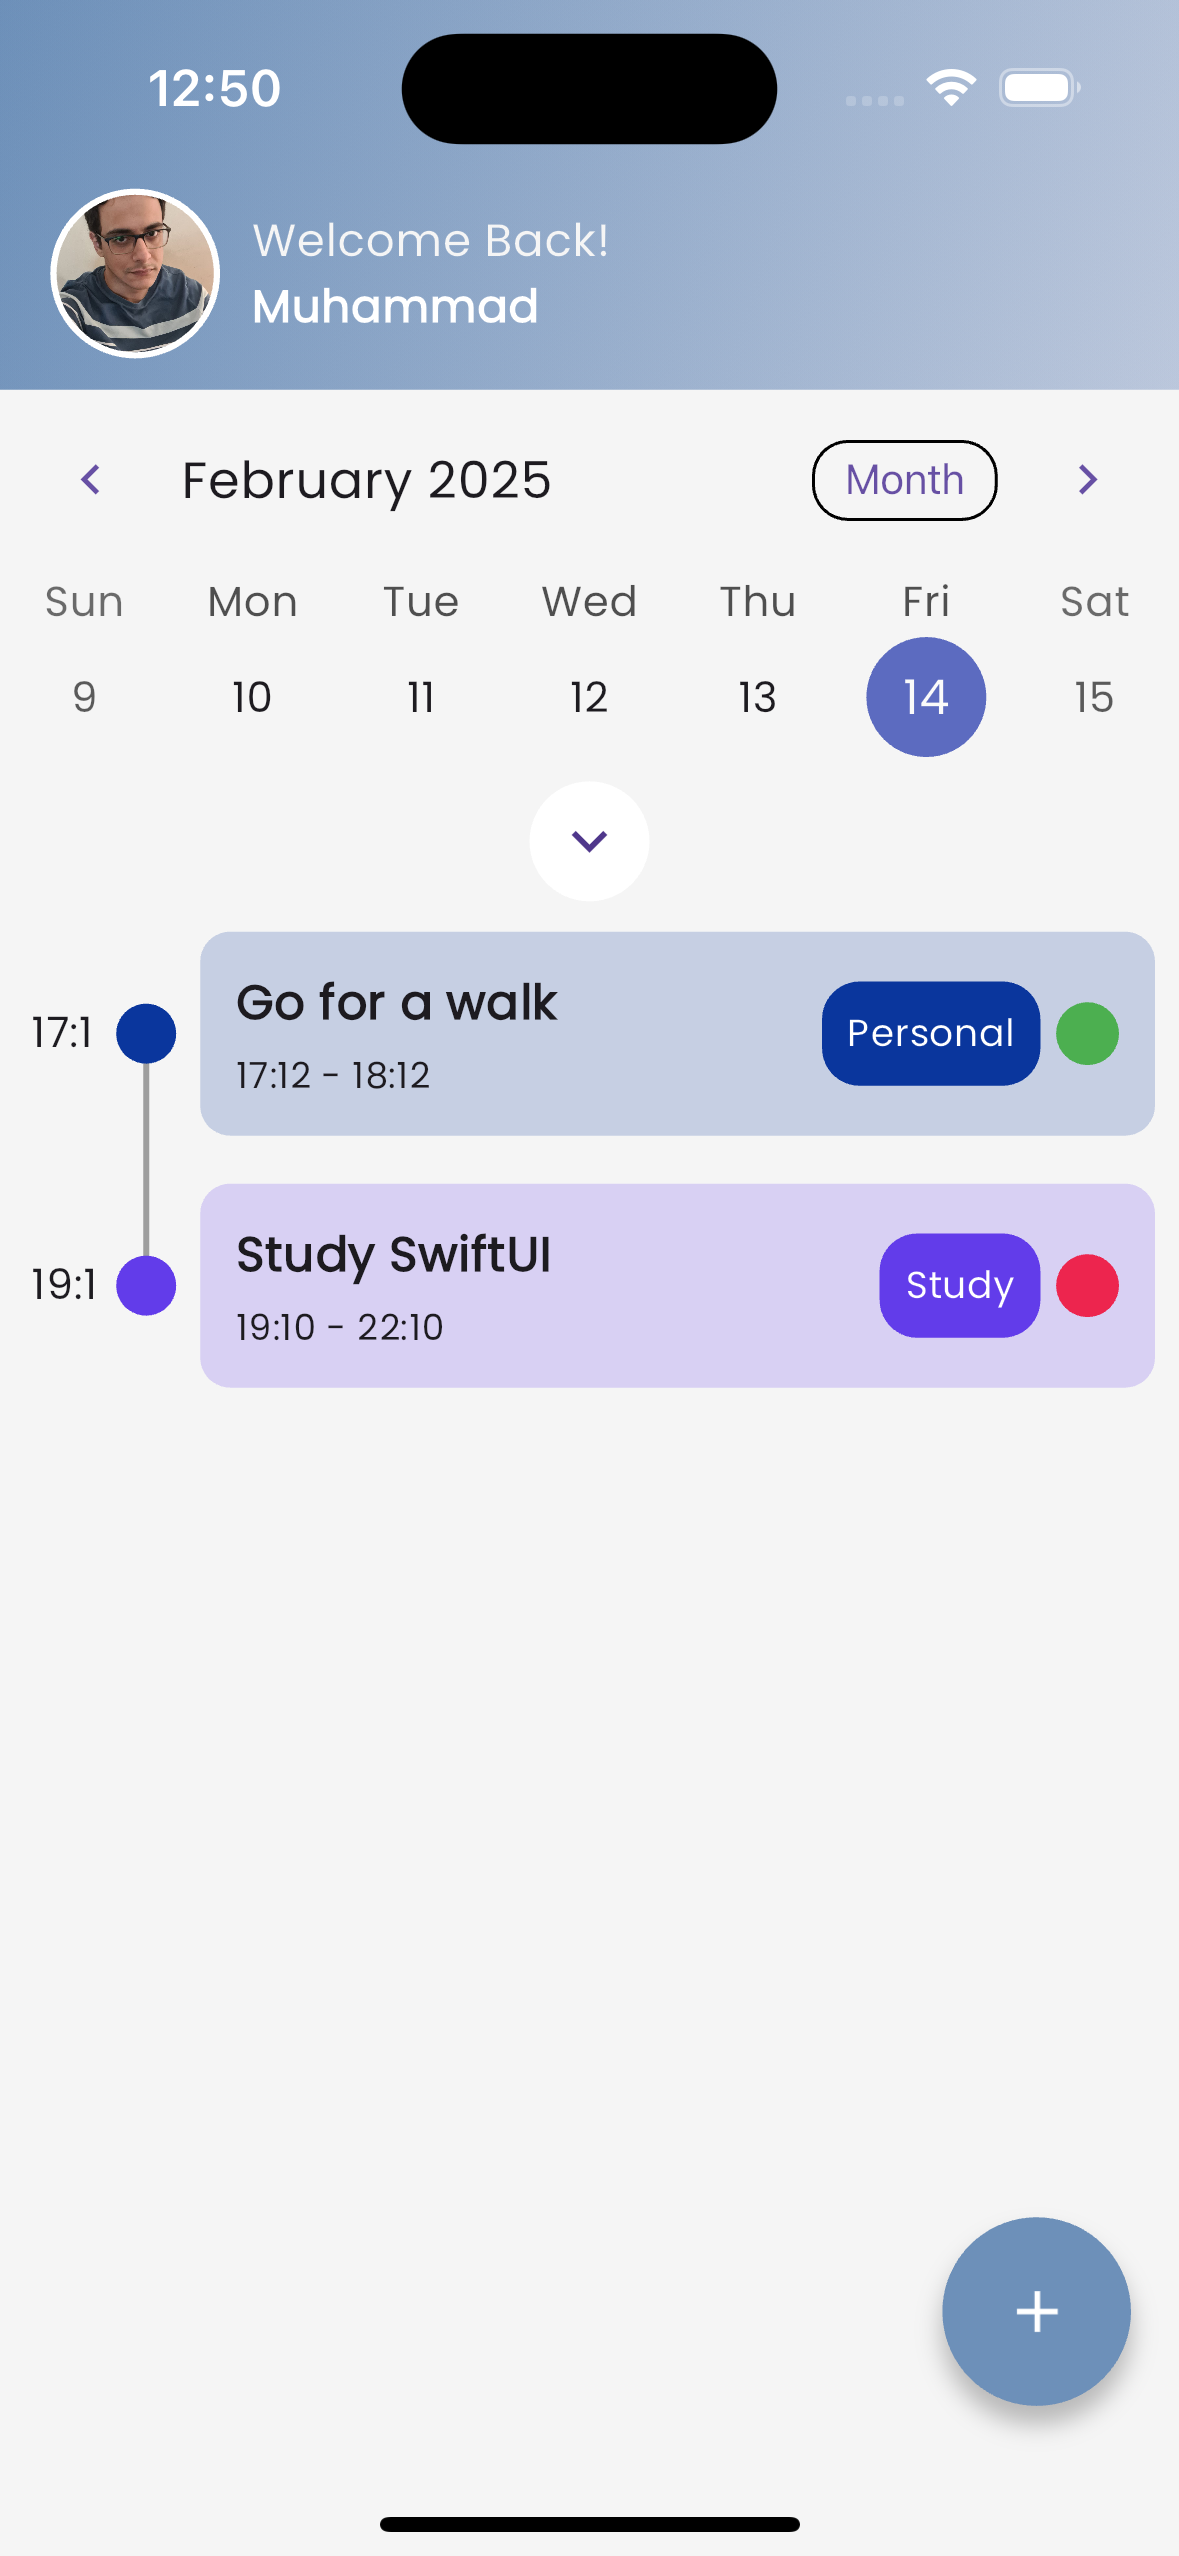 12:50
Welcome Back!
Muhammad
February 2025
Month
Sun Mon Tue Wed Thu Fri Sat
9 10 11 12 13 14 15
17:1
Go for a walk
17:12 - 18:12
Personal
19:1
Study SwiftUI
19:10 - 22:10
Study